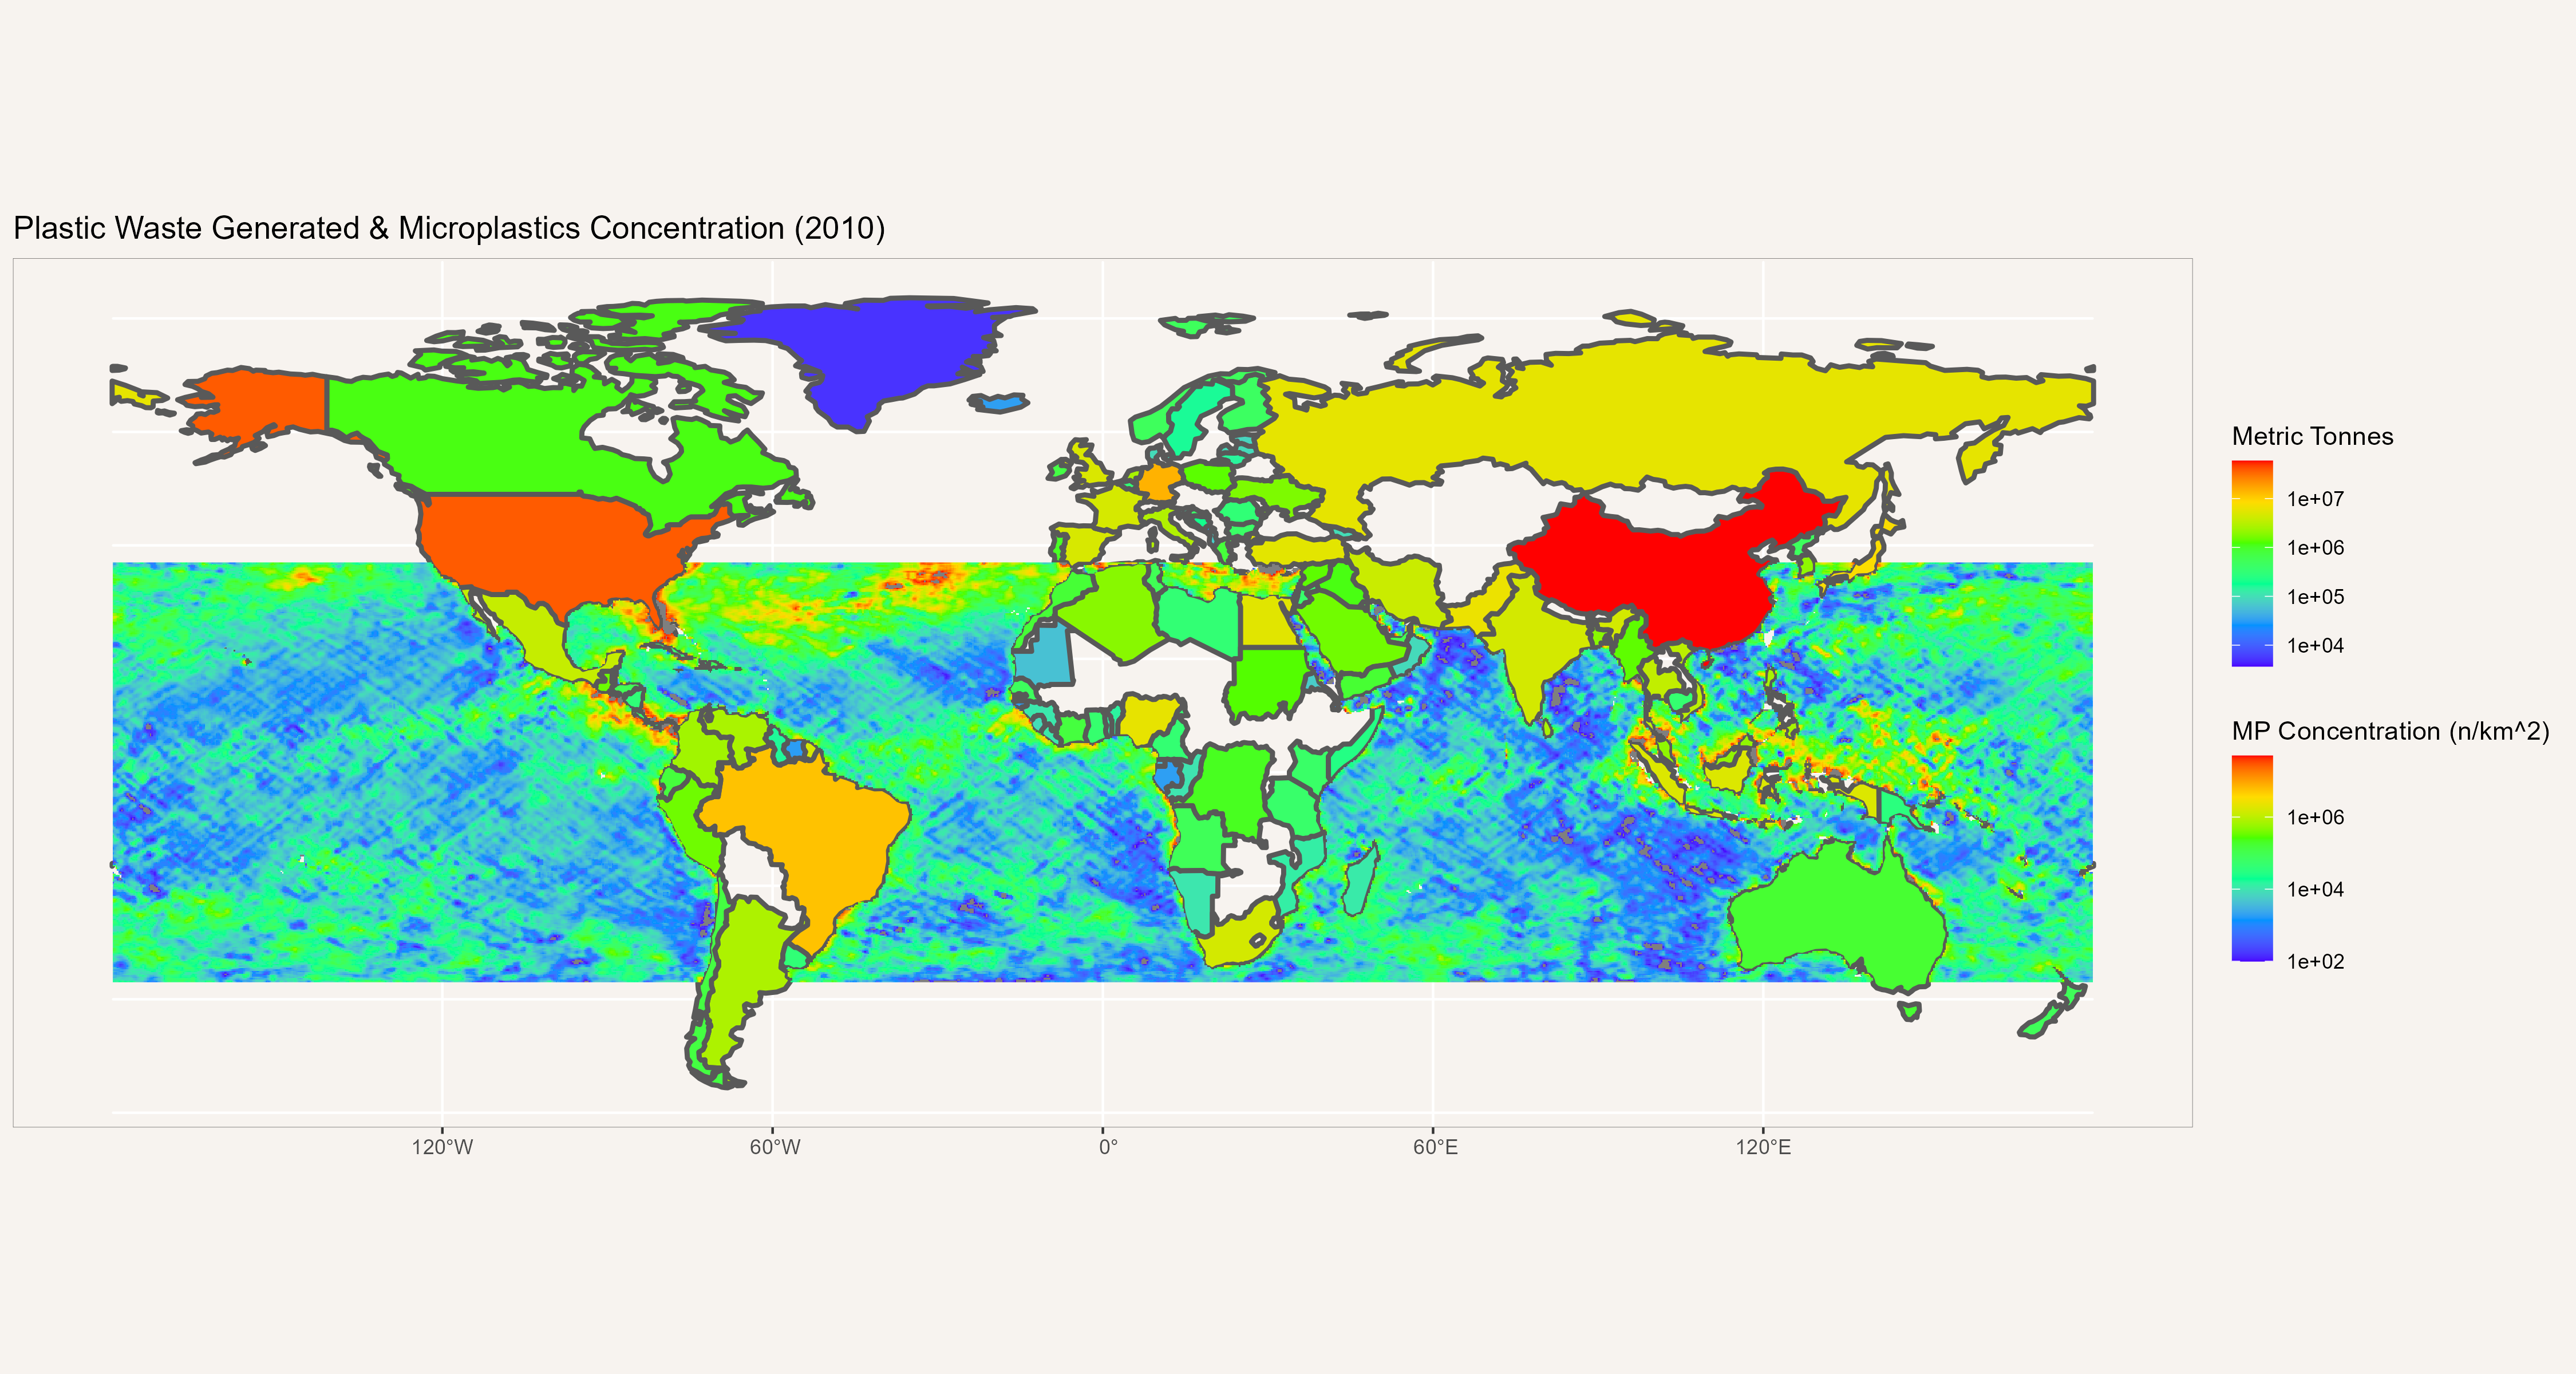 Plastic Waste Generated & Microplastics Concentration (2010)
Metric Tonnes
1e+07
1e+06
1e+05
1e+04
MP Concentration (n/km^2)
1e+06
1e+04
1e+02
120°W 60°W 0° 60°E 120°E